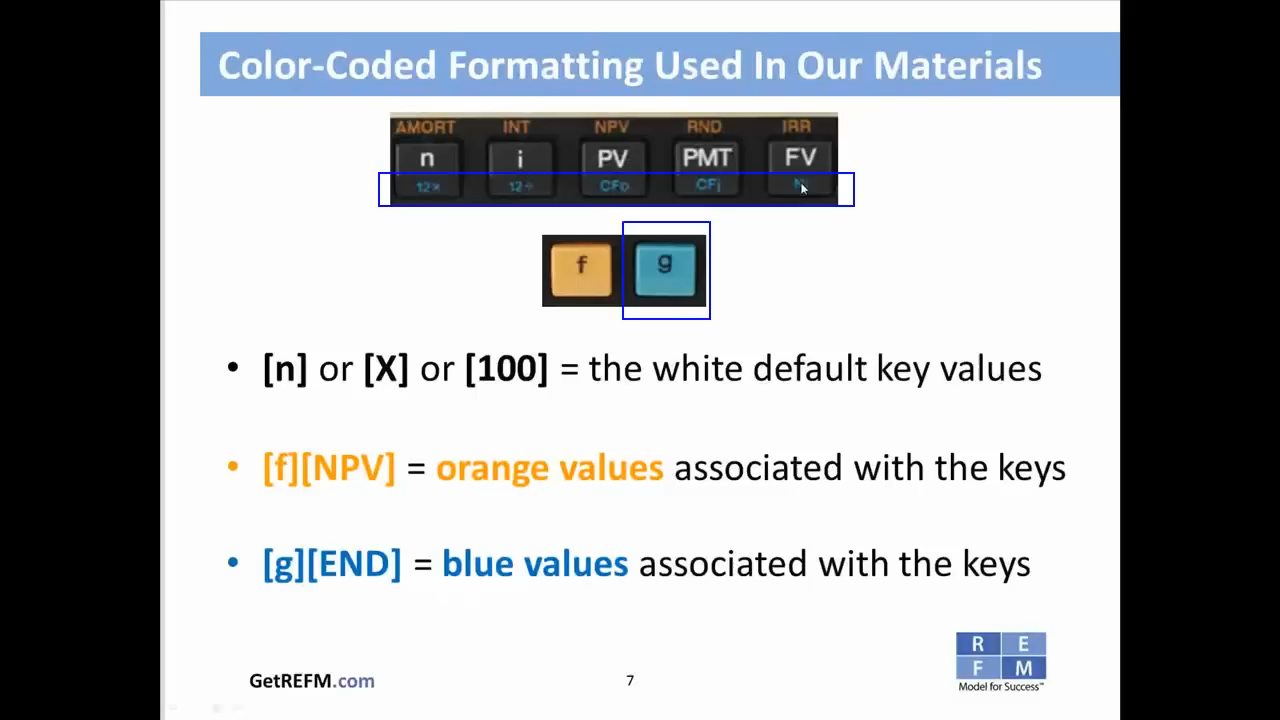 Color-Coded Formatting Used In Our Materials
AMORT INT NPV RND IRR
n i PV PMT FV
12× 12÷ CFo CFj
f g
• [n] or [X] or [100] = the white default key values
• [f][NPV] = orange values associated with the keys
• [g][END] = blue values associated with the keys
GetREFM.com
7
R E
F M
Model for Success™